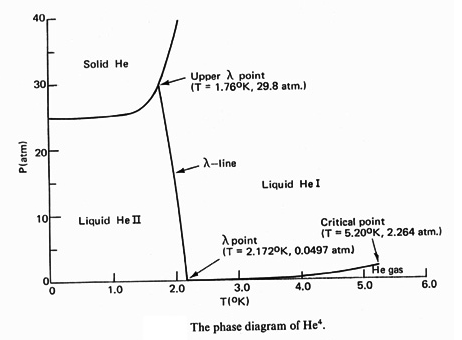 40
Solid He
30
Upper λ point
(T = 1.76°K, 29.8 atm.)
P(atm)
20
λ-line
Liquid He I
10
Liquid He II
Critical point
(T = 5.20°K, 2.264 atm.)
λ point
(T = 2.172°K, 0.0497 atm)
He gas
0
0
1.0
2.0
3.0
4.0
5.0
6.0
T(°K)
The phase diagram of He⁴.